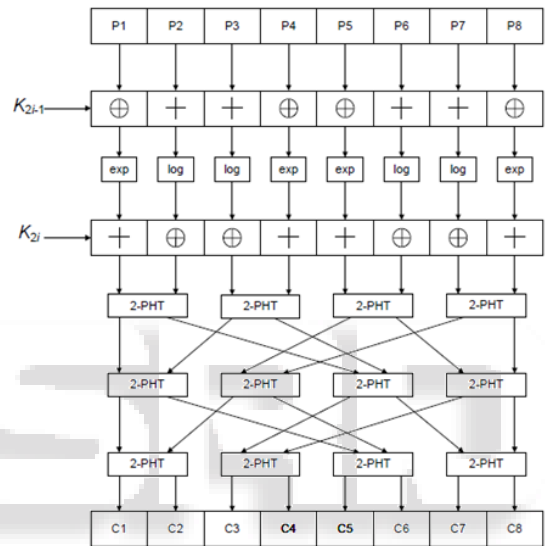 P1 P2 P3 P4 P5 P6 P7 P8
K2i-1 ⊕ + + ⊕ ⊕ + + ⊕
exp log log exp exp log log exp
K2i + ⊕ ⊕ + + ⊕ ⊕ +
2-PHT 2-PHT 2-PHT 2-PHT
2-PHT 2-PHT 2-PHT 2-PHT
2-PHT 2-PHT 2-PHT 2-PHT
C1 C2 C3 C4 C5 C6 C7 C8